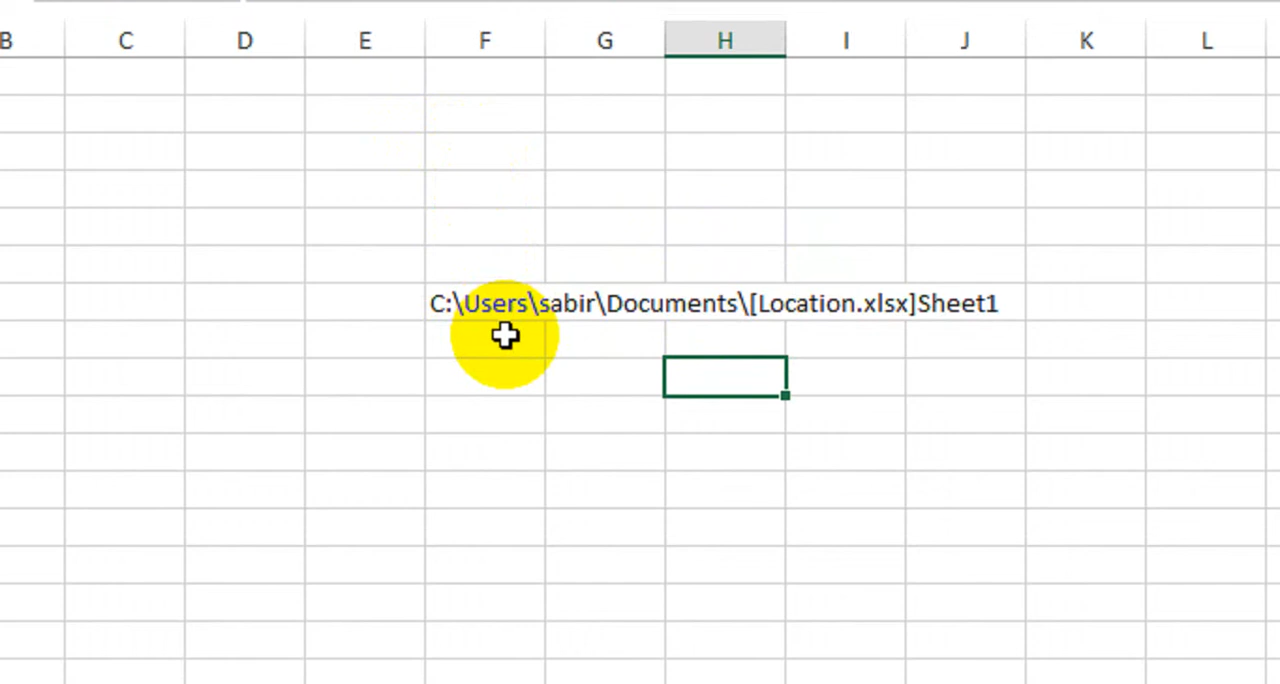 B C D E F G H I J K L
C:\Users\sabir\Documents\[Location.xlsx]Sheet1